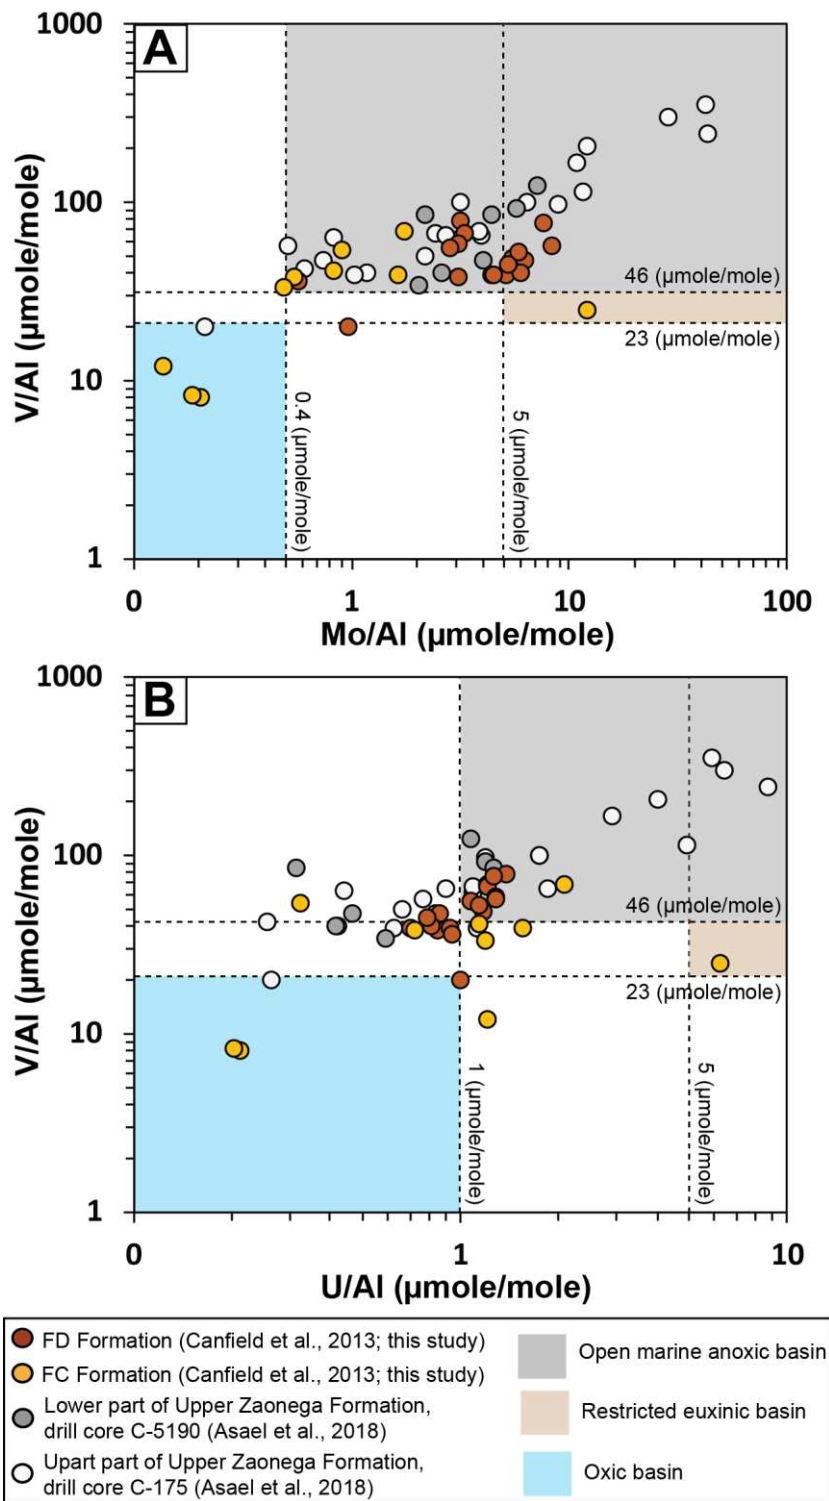 A
1000
100
10
1
V/Al (µmole/mole)
46 (µmole/mole)
23 (µmole/mole)
0.4 (µmole/mole)
5 (µmole/mole)
0
1
10
100
Mo/Al (µmole/mole)
B
1000
100
10
1
V/Al (µmole/mole)
46 (µmole/mole)
23 (µmole/mole)
1 (µmole/mole)
5 (µmole/mole)
0
1
10
U/Al (µmole/mole)
FD Formation (Canfield et al., 2013; this study)
FC Formation (Canfield et al., 2013; this study)
Lower part of Upper Zaonega Formation,
drill core C-5190 (Asael et al., 2018)
Upart part of Upper Zaonega Formation,
drill core C-175 (Asael et al., 2018)
Open marine anoxic basin
Restricted euxinic basin
Oxic basin